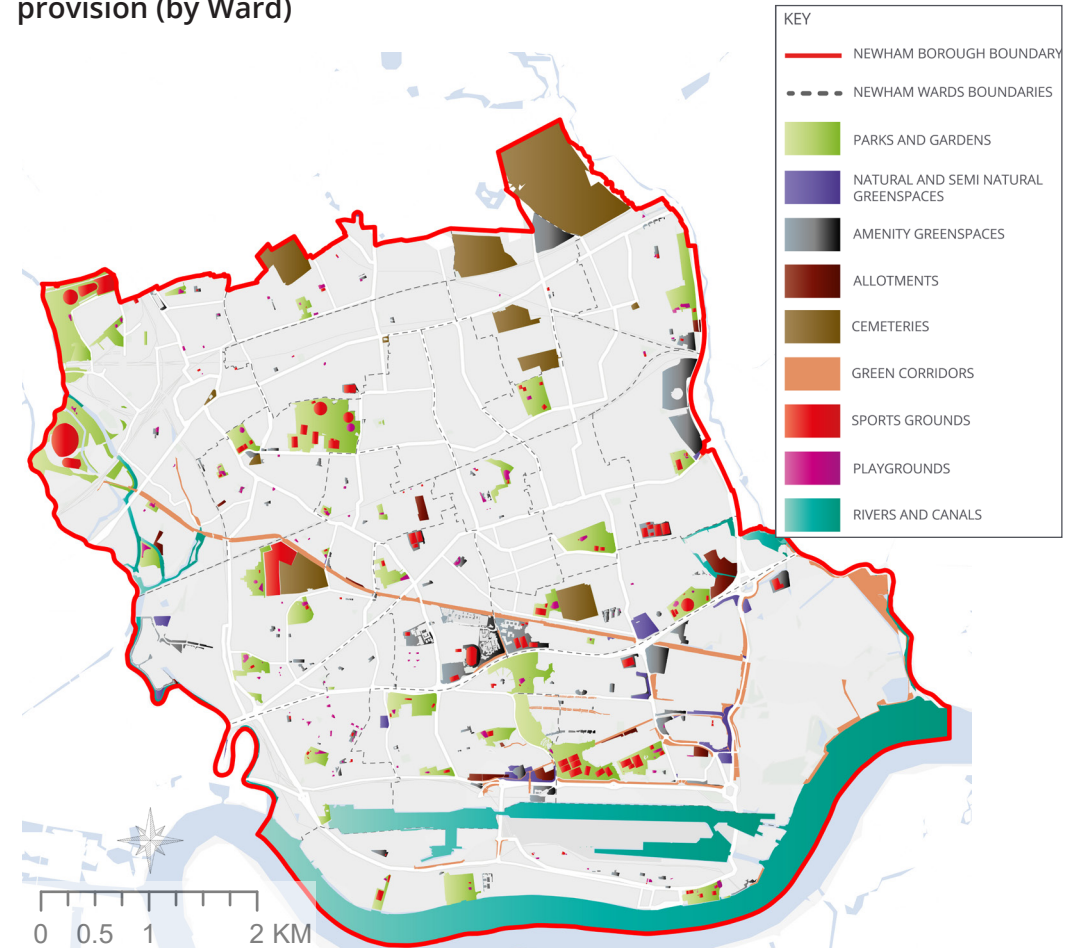 provision (by Ward)
KEY
NEWHAM BOROUGH BOUNDARY
NEWHAM WARDS BOUNDARIES
PARKS AND GARDENS
NATURAL AND SEMI NATURAL
GREENSPACES
AMENITY GREENSPACES
ALLOTMENTS
CEMETERIES
GREEN CORRIDORS
SPORTS GROUNDS
PLAYGROUNDS
RIVERS AND CANALS
0 0.5 1 2 KM